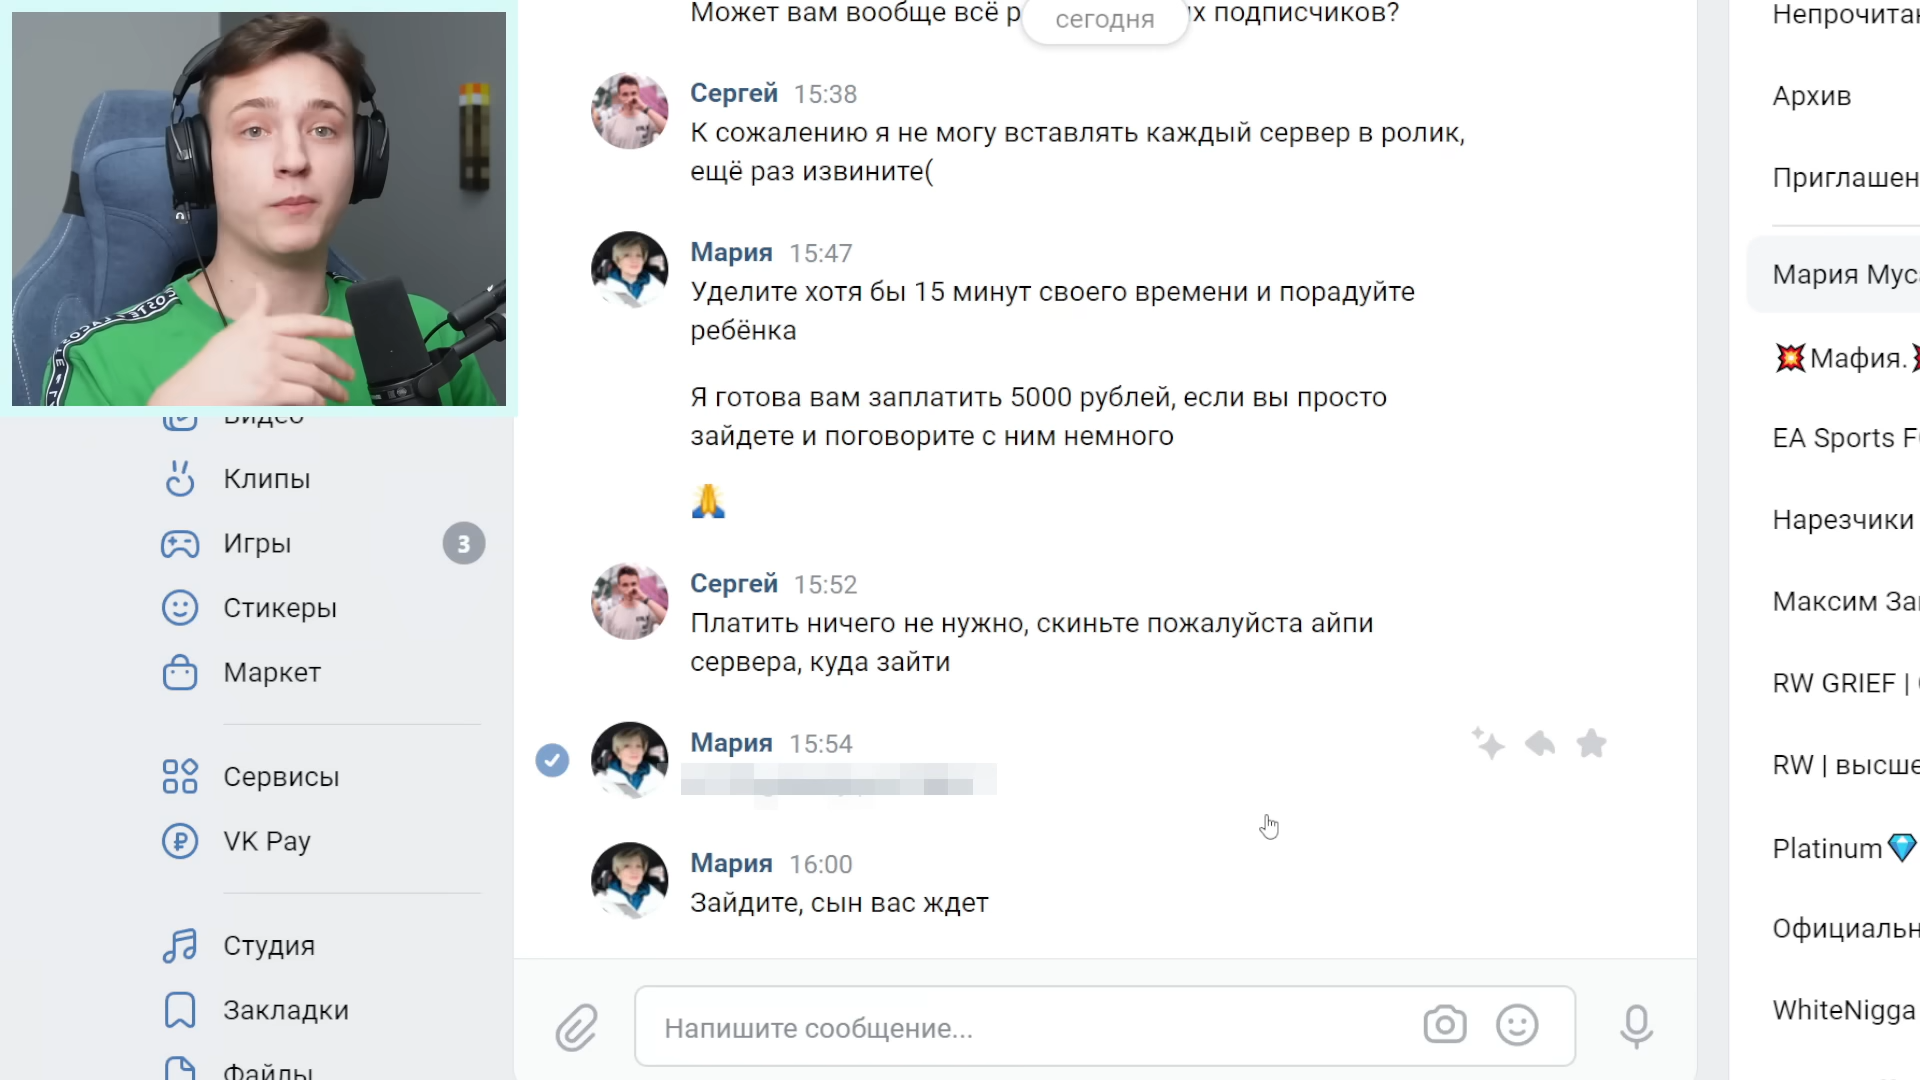 Может вам вообще всё
сегодня
подписчиков?
Сергей 15:38
К сожалению я не могу вставлять каждый сервер в ролик,
ещё раз извините(
Мария 15:47
Уделите хотя бы 15 минут своего времени и порадуйте
ребёнка
Я готова вам заплатить 5000 рублей, если вы просто
зайдете и поговорите с ним немного
🙏
Сергей 15:52
Платить ничего не нужно, скиньте пожалуйста айпи
сервера, куда зайти
Мария 15:54
Мария 16:00
Зайдите, сын вас ждет
Напишите сообщение...
Видео
Клипы
Игры 3
Стикеры
Маркет
Сервисы
VK Pay
Студия
Закладки
Файлы
Непрочитан
Архив
Приглашен
Мария Мус
💥Мафия.
EA Sports F
Нарезчики
Максим За
RW GRIEF |
RW | высше
Platinum💎
Официальн
WhiteNigga